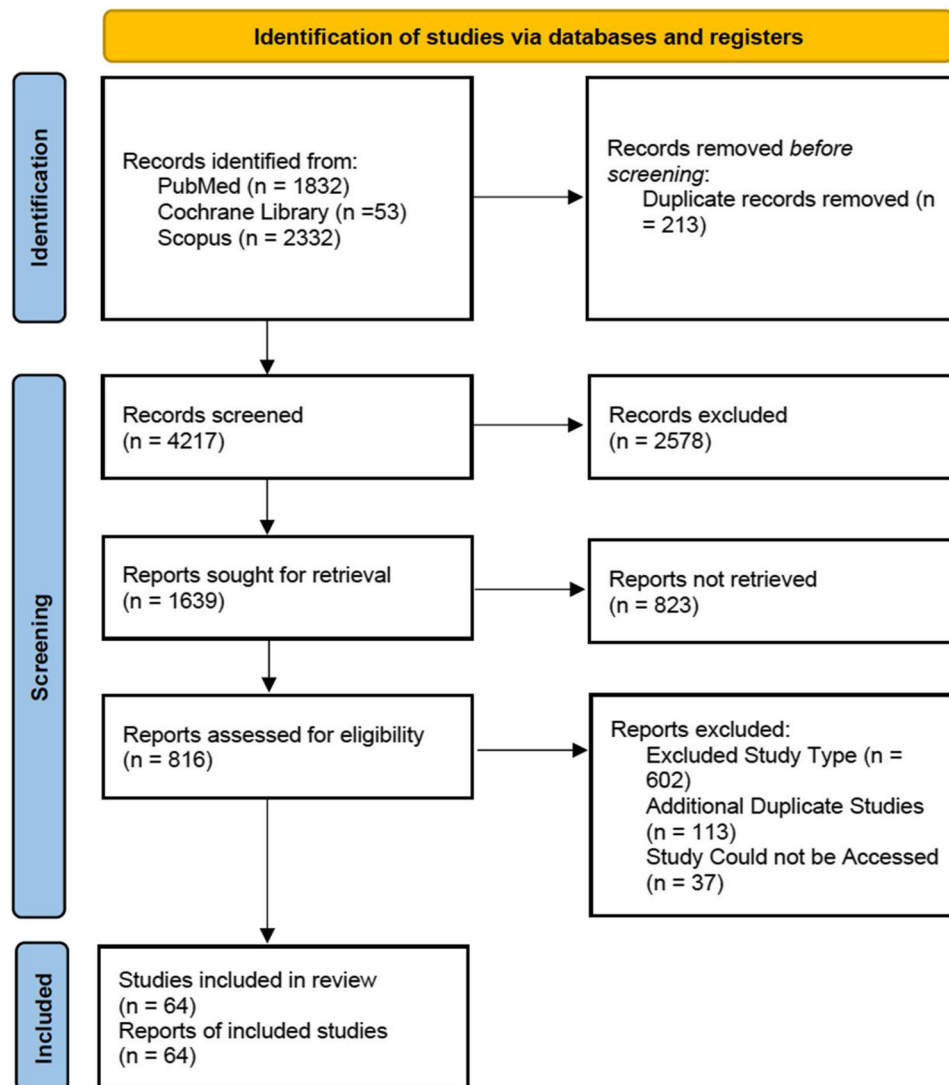 Identification of studies via databases and registers
Identification
Records identified from:
PubMed (n = 1832)
Cochrane Library (n =53)
Scopus (n = 2332)
Records removed before
screening:
Duplicate records removed (n
= 213)
Screening
Records screened
(n = 4217)
Records excluded
(n = 2578)
Reports sought for retrieval
(n = 1639)
Reports not retrieved
(n = 823)
Reports assessed for eligibility
(n = 816)
Reports excluded:
Excluded Study Type (n =
602)
Additional Duplicate Studies
(n = 113)
Study Could not be Accessed
(n = 37)
Included
Studies included in review
(n = 64)
Reports of included studies
(n = 64)